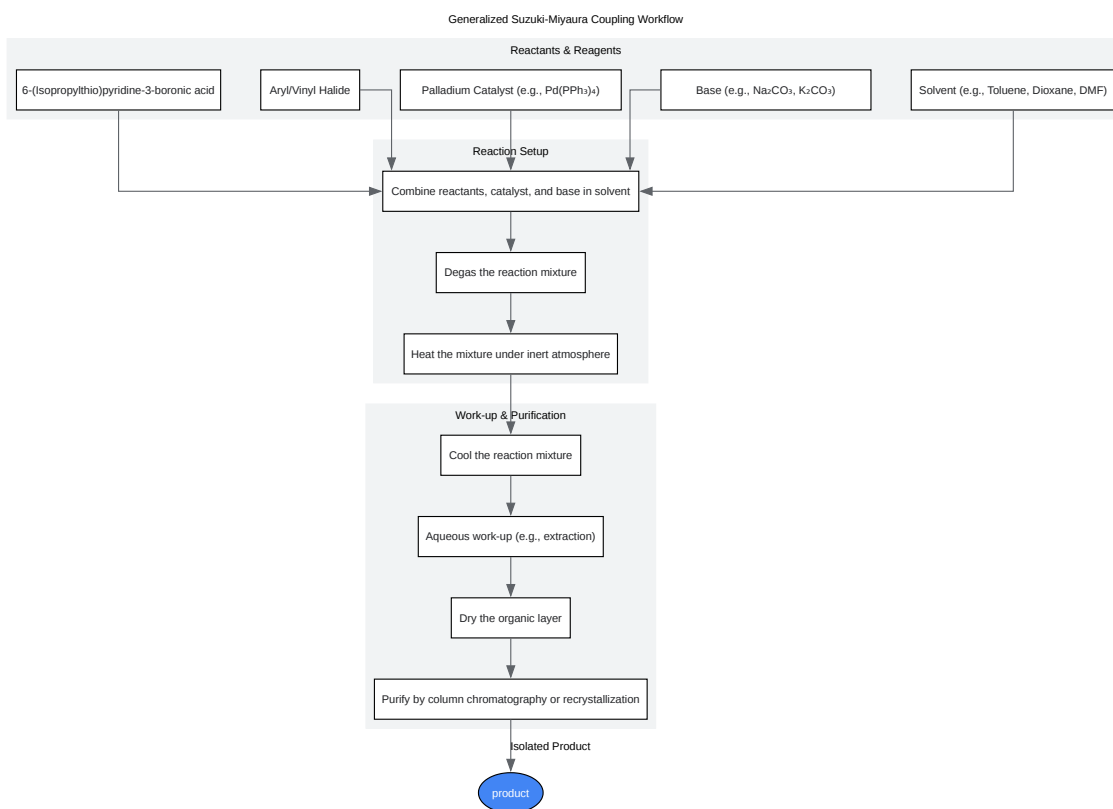 Generalized Suzuki-Miyaura Coupling Workflow
Reactants & Reagents
6-(Isopropylthio)pyridine-3-boronic acid
Aryl/Vinyl Halide
Palladium Catalyst (e.g., Pd(PPh₃)₄)
Base (e.g., Na₂CO₃, K₂CO₃)
Solvent (e.g., Toluene, Dioxane, DMF)
Reaction Setup
Combine reactants, catalyst, and base in solvent
Degas the reaction mixture
Heat the mixture under inert atmosphere
Work-up & Purification
Cool the reaction mixture
Aqueous work-up (e.g., extraction)
Dry the organic layer
Purify by column chromatography or recrystallization
Isolated Product
product